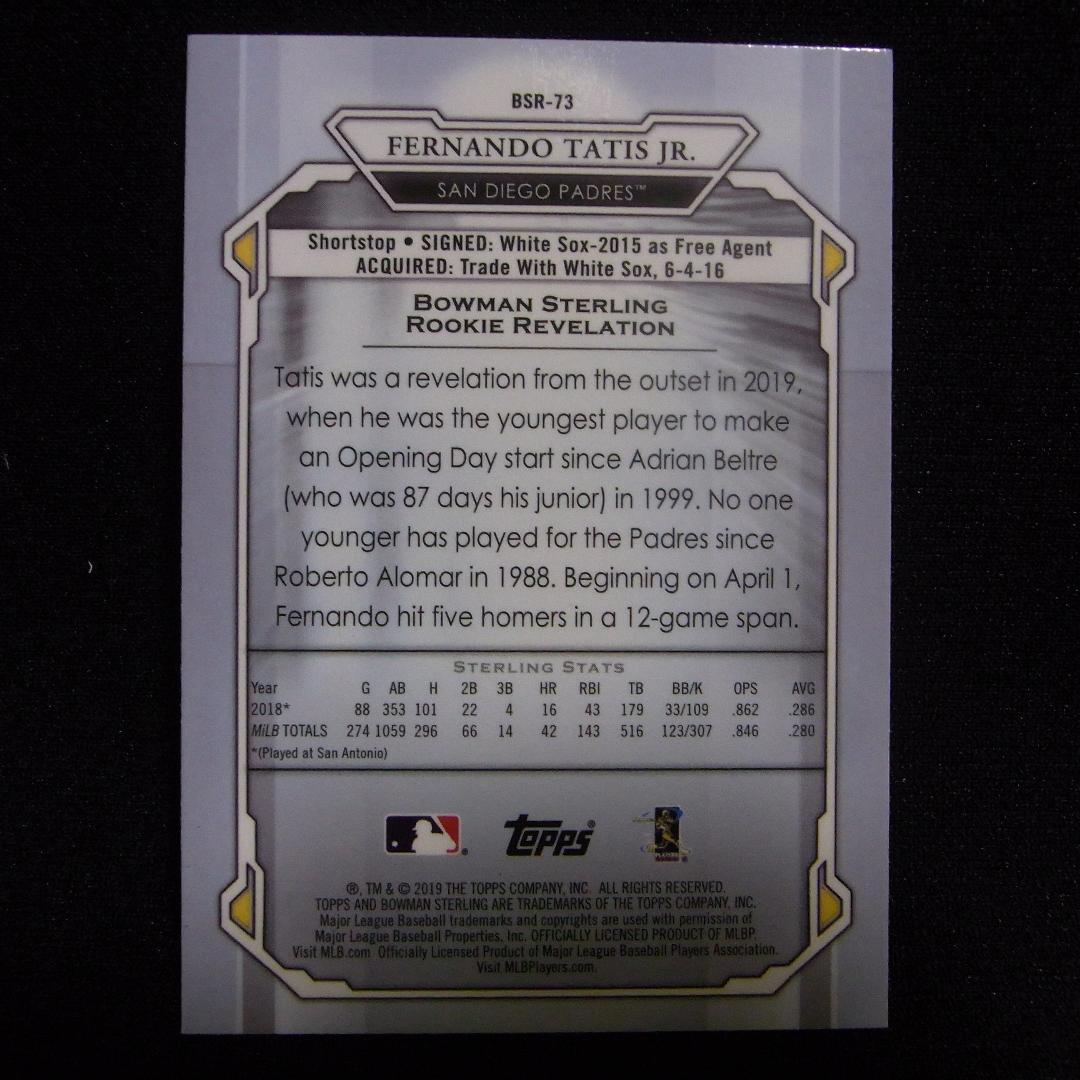 BSR-73
FERNANDO TATIS JR.
SAN DIEGO PADRES™
Shortstop • SIGNED: White Sox-2015 as Free Agent
ACQUIRED: Trade With White Sox, 6-4-16
BOWMAN STERLING
ROOKIE REVELATION
Tatis was a revelation from the outset in 2019,
when he was the youngest player to make
an Opening Day start since Adrian Beltre
(who was 87 days his junior) in 1999. No one
younger has played for the Padres since
Roberto Alomar in 1988. Beginning on April 1,
Fernando hit five homers in a 12-game span.
STERLING STATS
Year G AB H 2B 3B HR RBI TB BB/K OPS AVG
2018* 88 353 101 22 4 16 43 179 33/109 .862 .286
MiLB TOTALS 274 1059 296 66 14 42 143 516 123/307 .846 .280
*(Played at San Antonio)
Topps®
®, TM & © 2019 THE TOPPS COMPANY, INC. ALL RIGHTS RESERVED.
TOPPS AND BOWMAN STERLING ARE TRADEMARKS OF THE TOPPS COMPANY, INC.
Major League Baseball trademarks and copyrights are used with permission of
Major League Baseball Properties, Inc. OFFICIALLY LICENSED PRODUCT OF MLBP.
Visit MLB.com Officially Licensed Product of Major League Baseball Players Association.
Visit MLBPlayers.com.